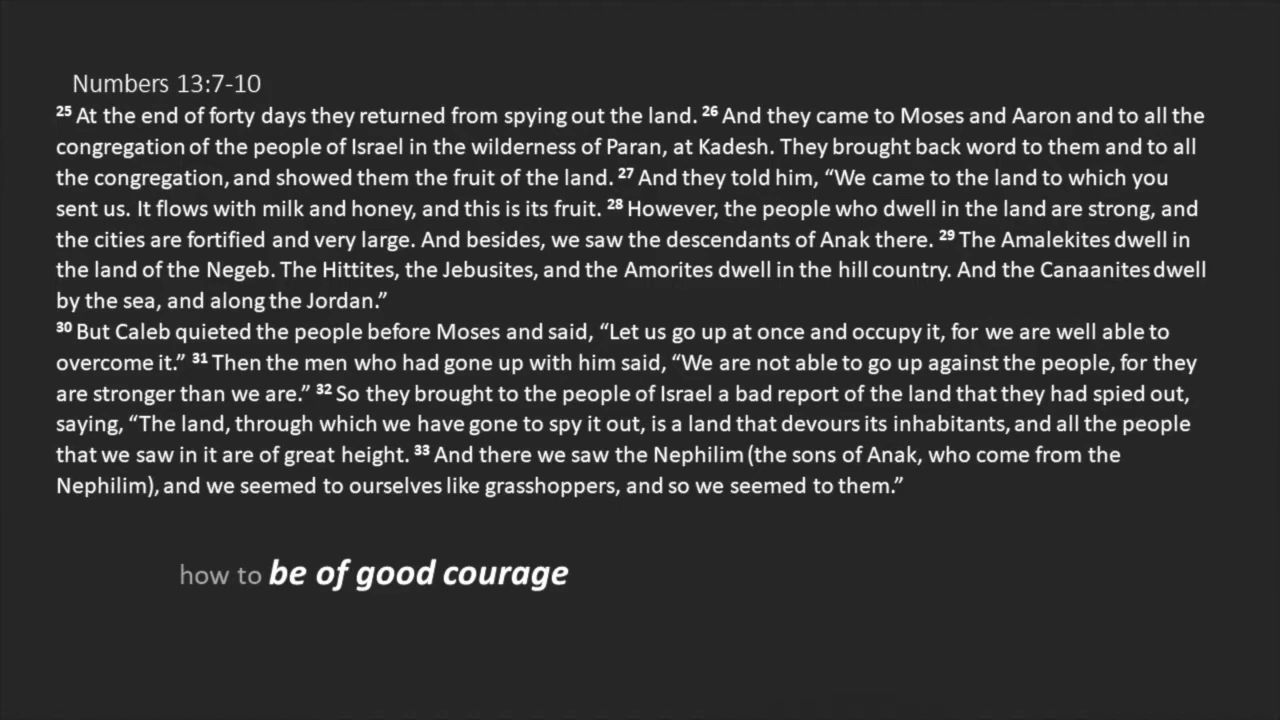 Numbers 13:7-10
25 At the end of forty days they returned from spying out the land. 26 And they came to Moses and Aaron and to all the
congregation of the people of Israel in the wilderness of Paran, at Kadesh. They brought back word to them and to all
the congregation, and showed them the fruit of the land. 27 And they told him, “We came to the land to which you
sent us. It flows with milk and honey, and this is its fruit. 28 However, the people who dwell in the land are strong, and
the cities are fortified and very large. And besides, we saw the descendants of Anak there. 29 The Amalekites dwell in
the land of the Negeb. The Hittites, the Jebusites, and the Amorites dwell in the hill country. And the Canaanites dwell
by the sea, and along the Jordan.”
30 But Caleb quieted the people before Moses and said, “Let us go up at once and occupy it, for we are well able to
overcome it.” 31 Then the men who had gone up with him said, “We are not able to go up against the people, for they
are stronger than we are.” 32 So they brought to the people of Israel a bad report of the land that they had spied out,
saying, “The land, through which we have gone to spy it out, is a land that devours its inhabitants, and all the people
that we saw in it are of great height. 33 And there we saw the Nephilim (the sons of Anak, who come from the
Nephilim), and we seemed to ourselves like grasshoppers, and so we seemed to them.”
how to be of good courage